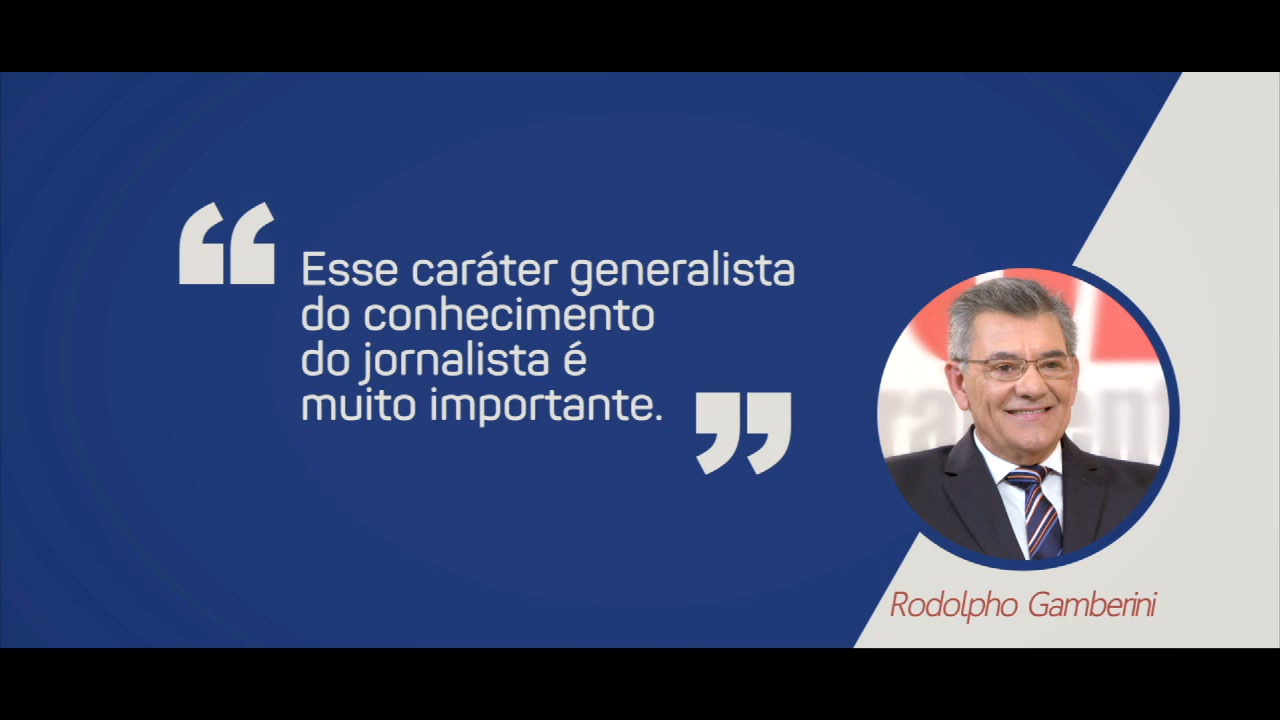 “Esse caráter generalista
do conhecimento
do jornalista é
muito importante.”
Rodolpho Gamberini